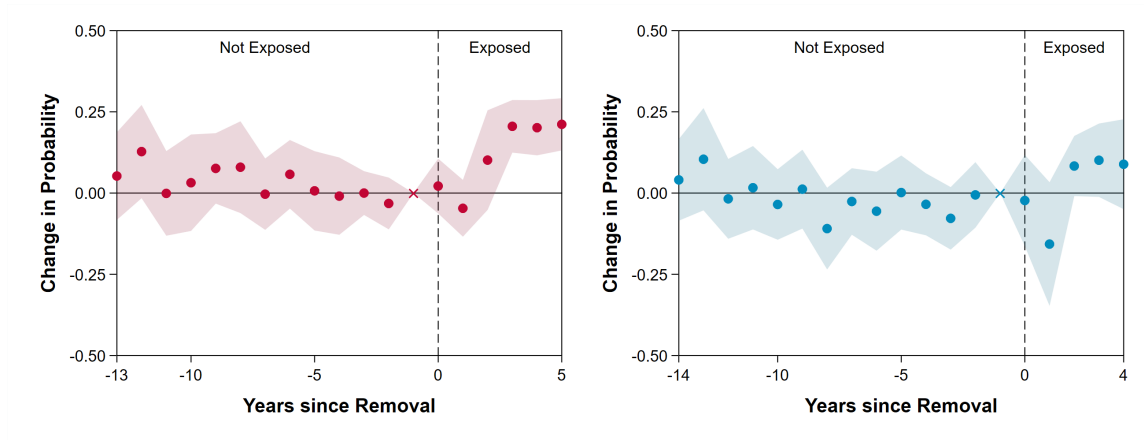 0.50
0.25
0.00
-0.25
-0.50
Change in Probability
Not Exposed
Exposed
-13
-10
-5
0
5
Years since Removal
0.50
0.25
0.00
-0.25
-0.50
Change in Probability
Not Exposed
Exposed
-14
-10
-5
0
4
Years since Removal